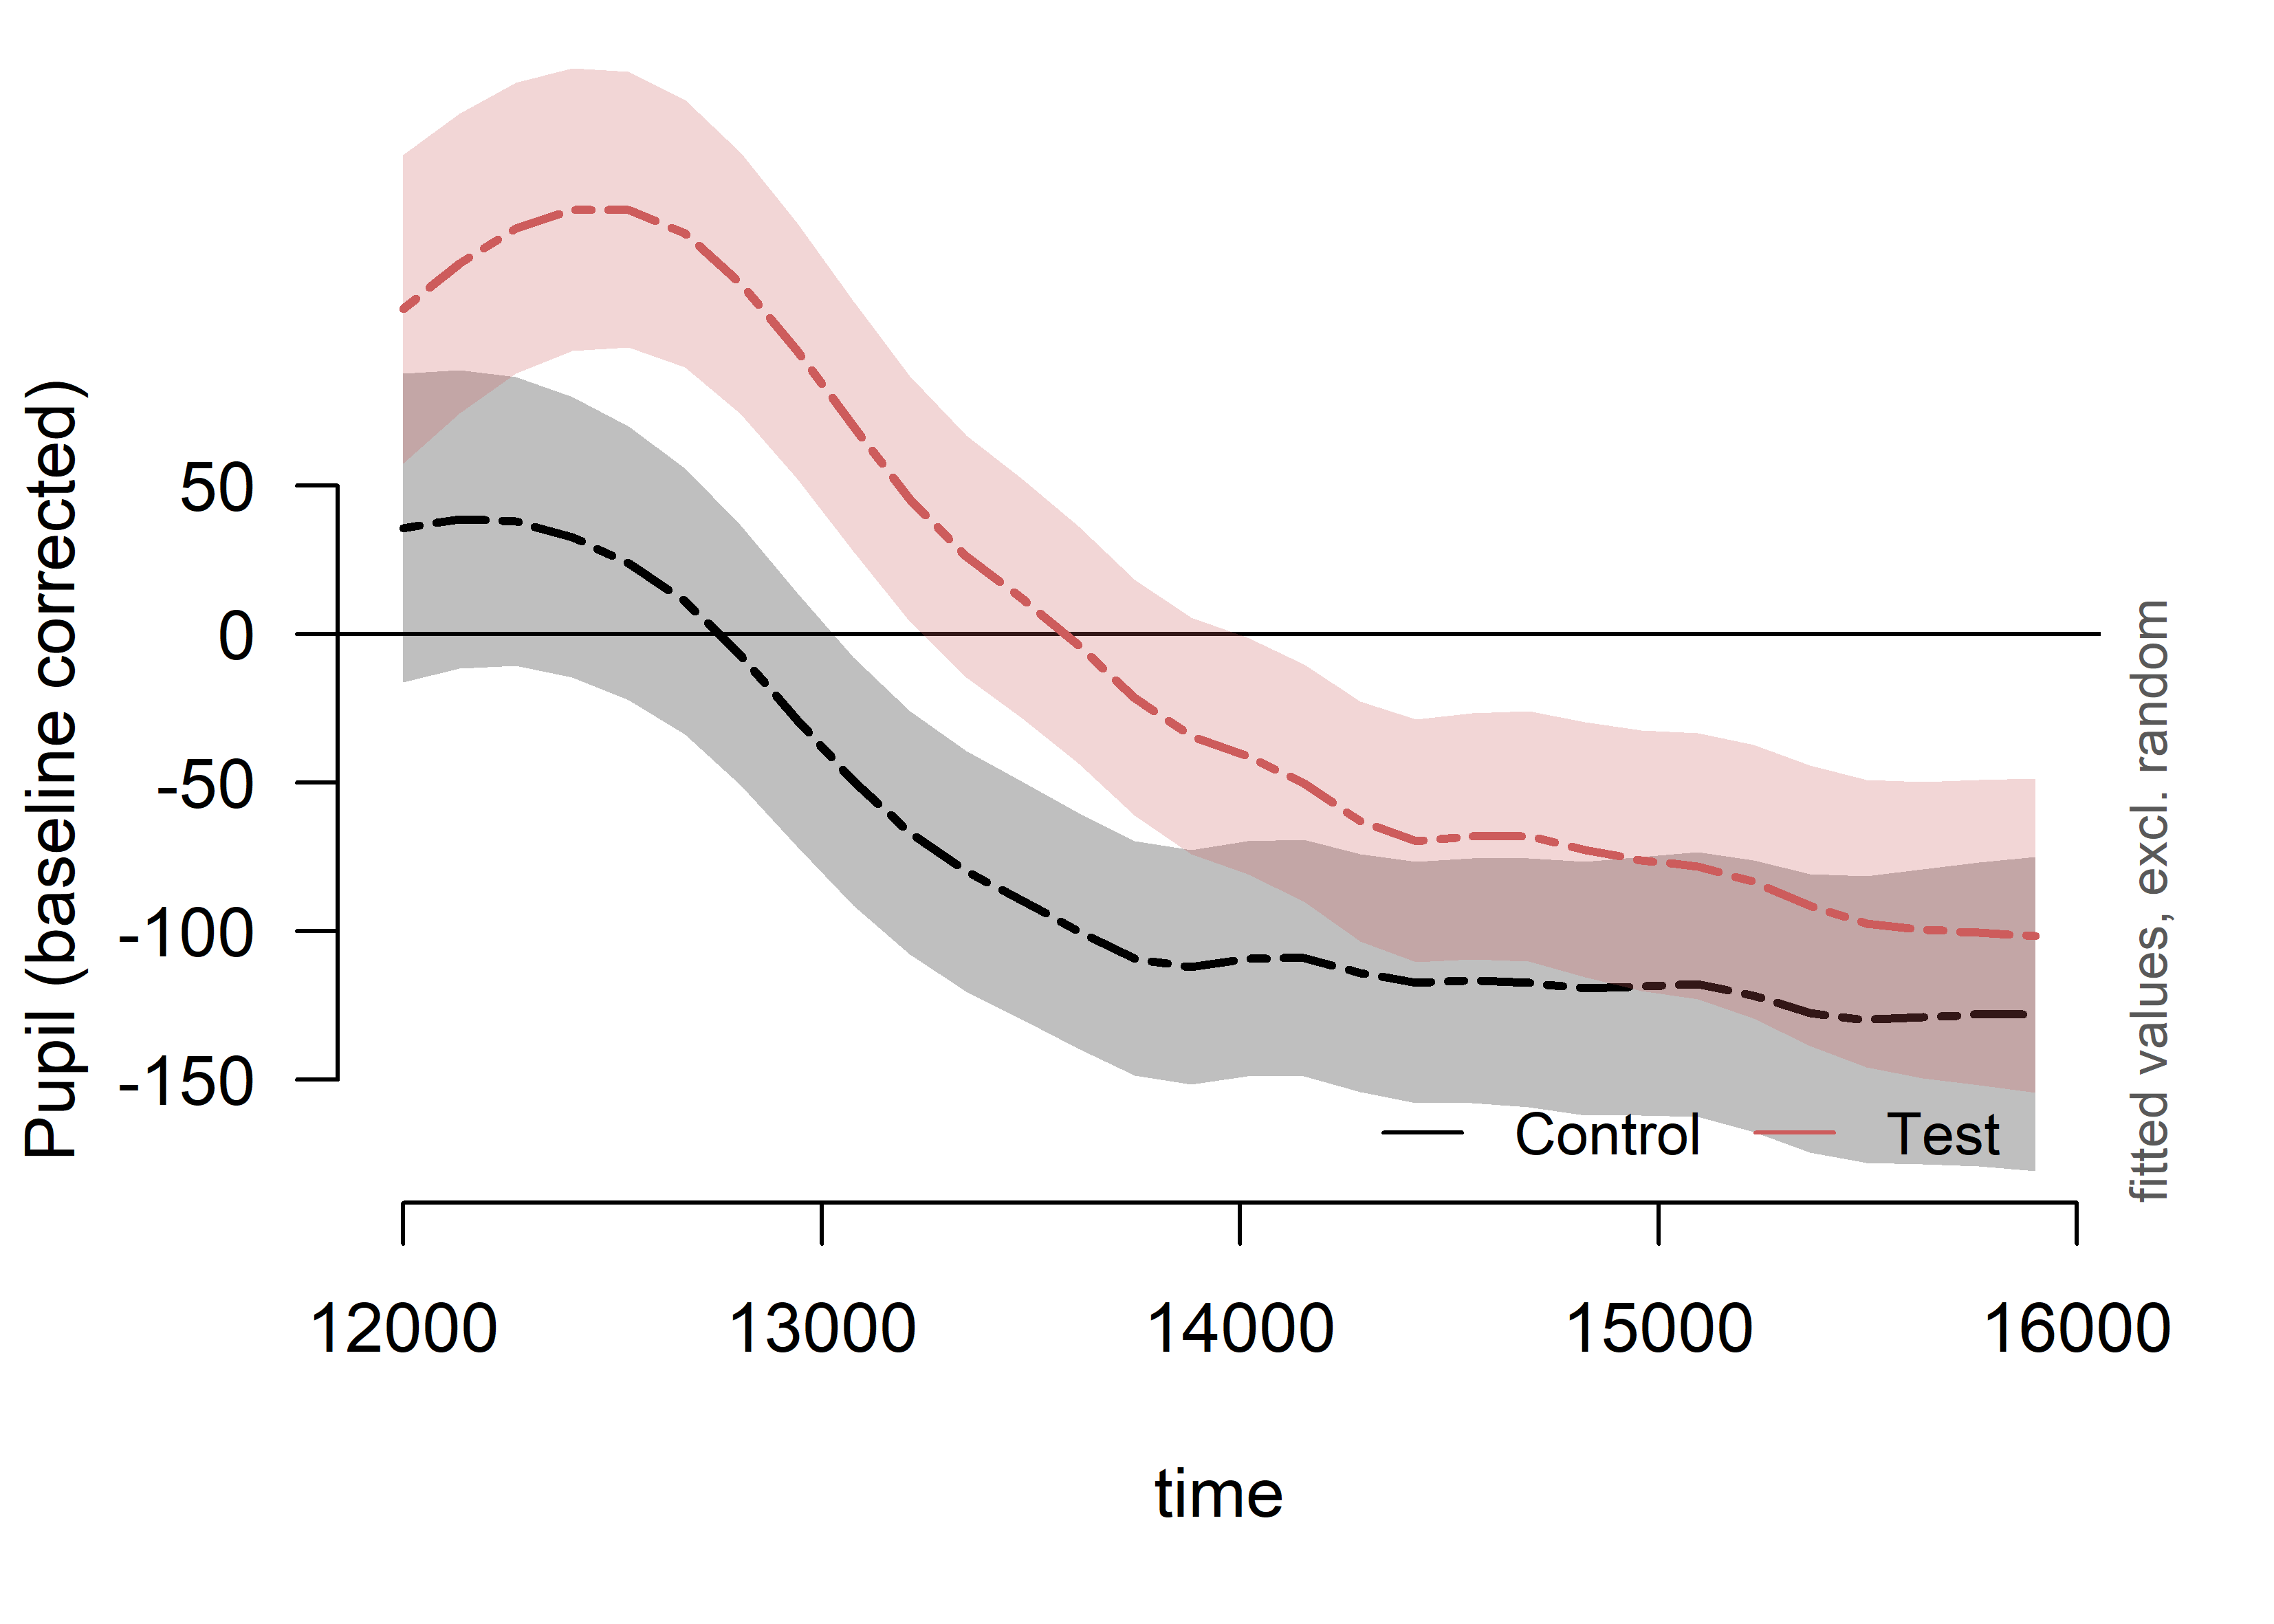 Pupil (baseline corrected)
50
0
-50
-100
-150
Control
Test
12000
13000
14000
15000
16000
time
fitted values, excl. random